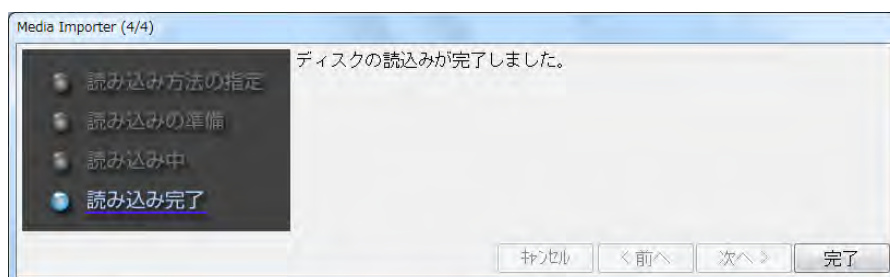 Media Importer (4/4)
読み込み方法の指定
読み込みの準備
読み込み中
読み込み完了
ディスクの読込みが完了しました。
ｷｬﾝｾﾙ
< 前へ
次へ >
完了